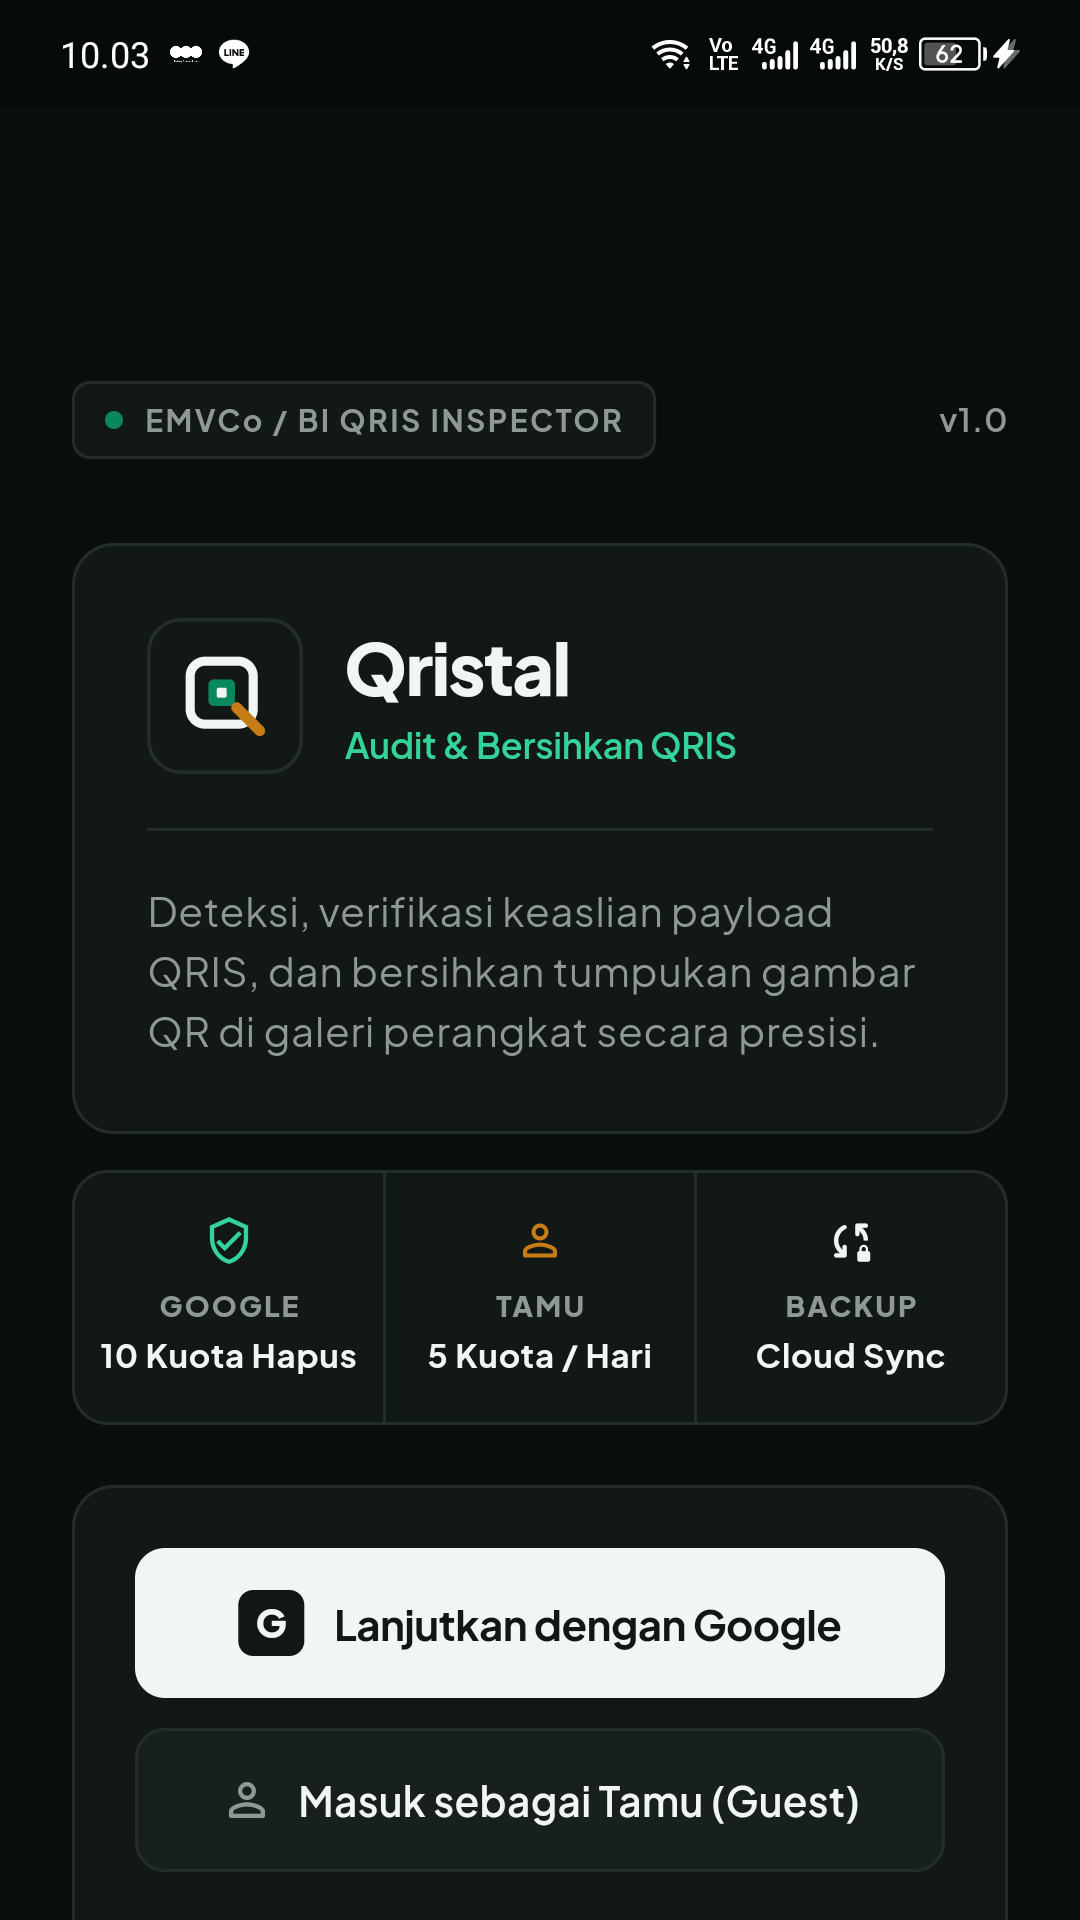 10.03
LINE
Vo LTE
4G
4G
50,8 K/S
62
EMVCo / BI QRIS INSPECTOR
v1.0
Qristal
Audit & Bersihkan QRIS
Deteksi, verifikasi keaslian payload
QRIS, dan bersihkan tumpukan gambar
QR di galeri perangkat secara presisi.
GOOGLE
10 Kuota Hapus
TAMU
5 Kuota / Hari
BACKUP
Cloud Sync
G Lanjutkan dengan Google
Masuk sebagai Tamu (Guest)